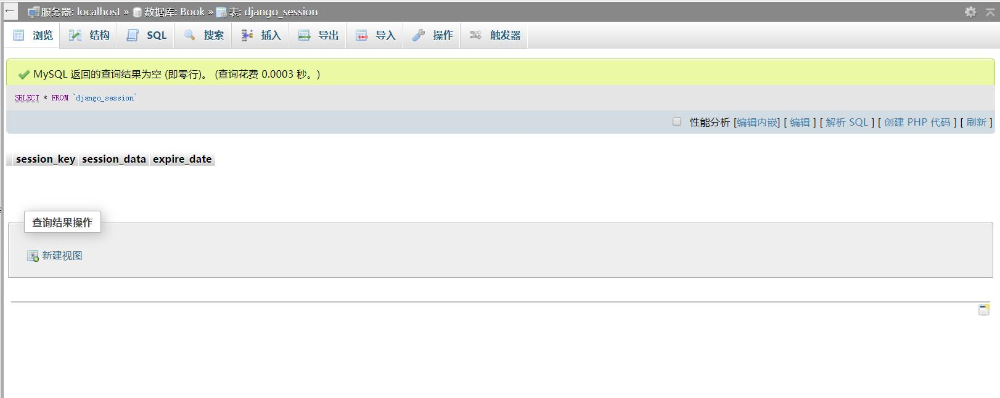 ← 服务器: localhost » 数据库: Book » 表: django_session
浏览 结构 SQL 搜索 插入 导出 导入 操作 触发器
MySQL 返回的查询结果为空 (即零行)。 (查询花费 0.0003 秒。)
SELECT * FROM `django_session`
性能分析 [编辑内嵌] [ 编辑 ] [ 解析 SQL ] [ 创建 PHP 代码 ] [ 刷新 ]
session_key session_data expire_date
查询结果操作
新建视图